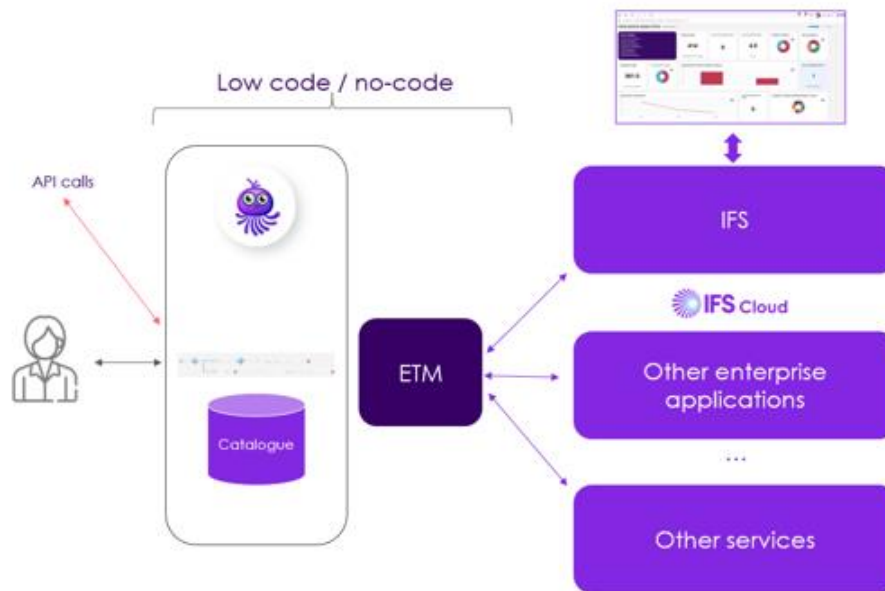 Low code / no-code
API calls
IFS
IFS Cloud
ETM
Other enterprise
applications
Catalogue
...
Other services